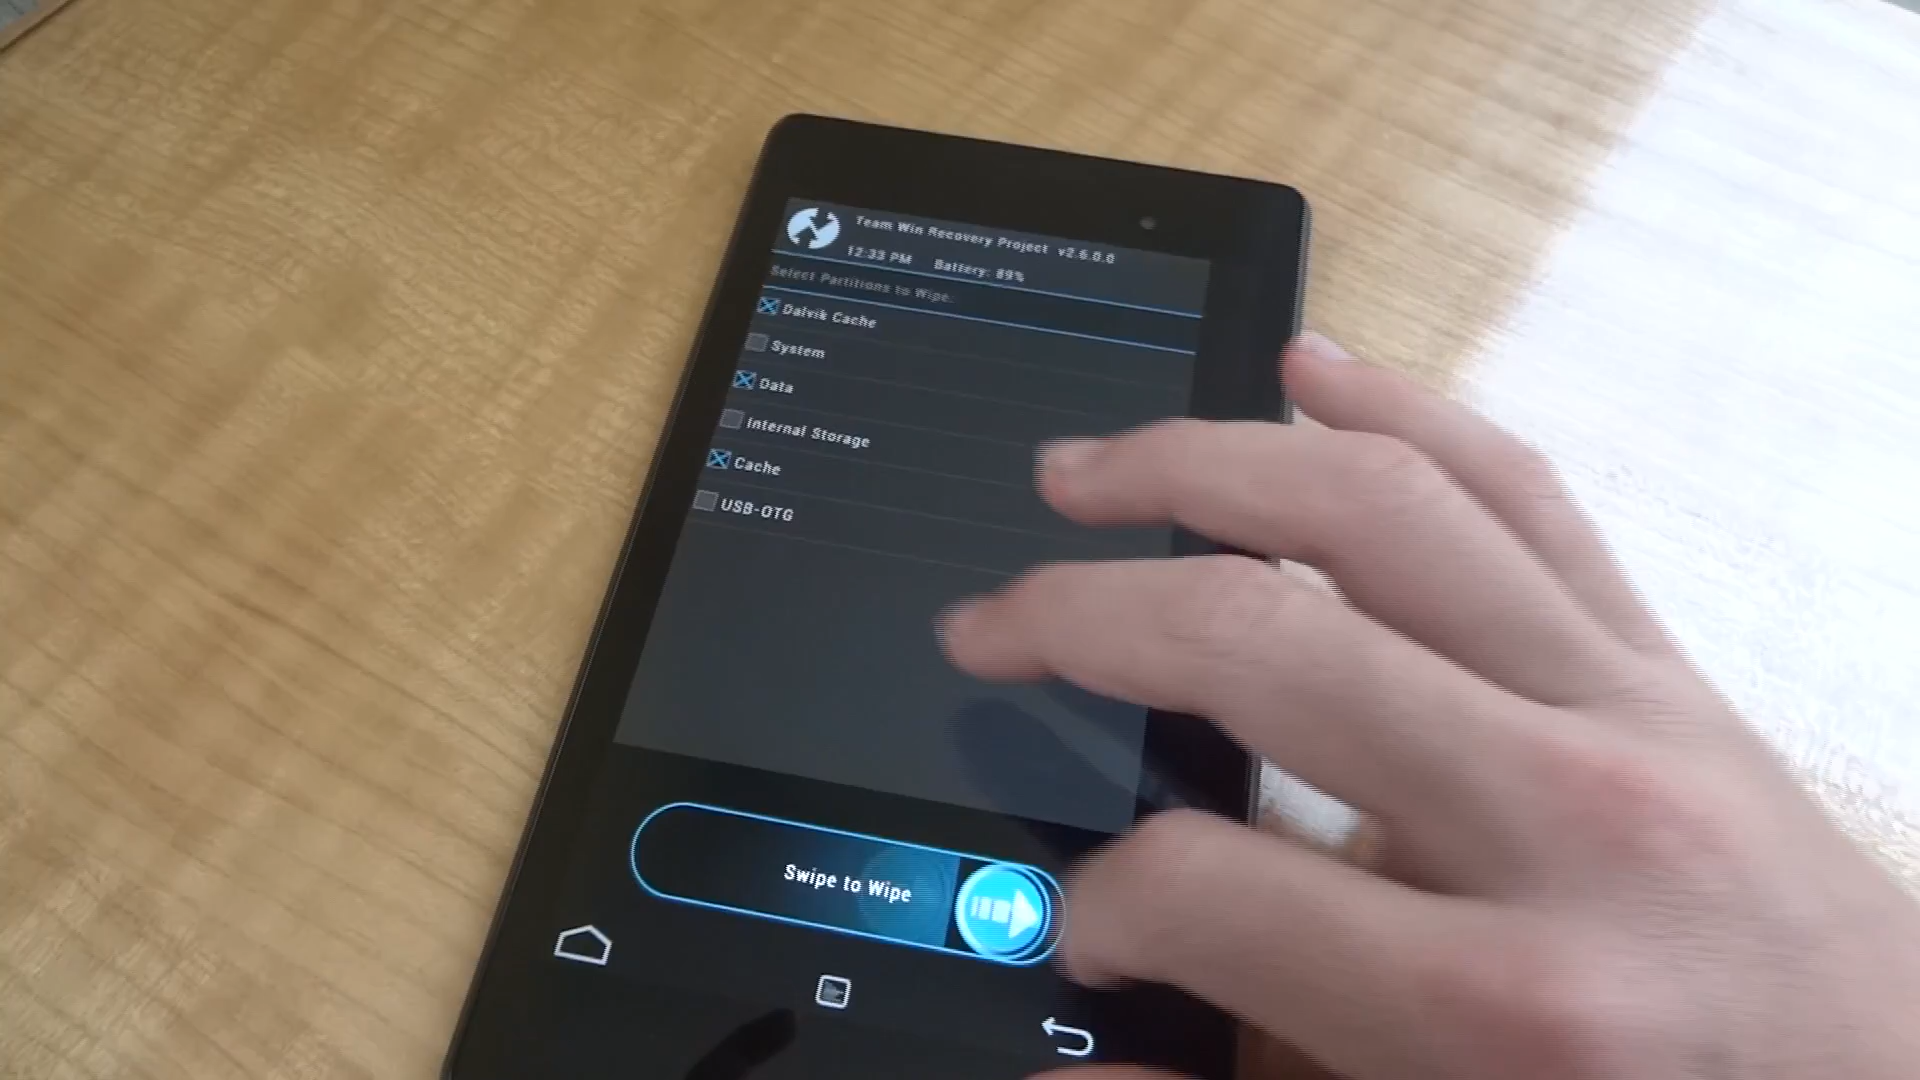 Team Win Recovery Project v2.6.0.0
12:33 PM Battery: 89%
Select Partitions to Wipe:
Dalvik Cache
System
Data
Internal Storage
Cache
USB-OTG
Swipe to Wipe